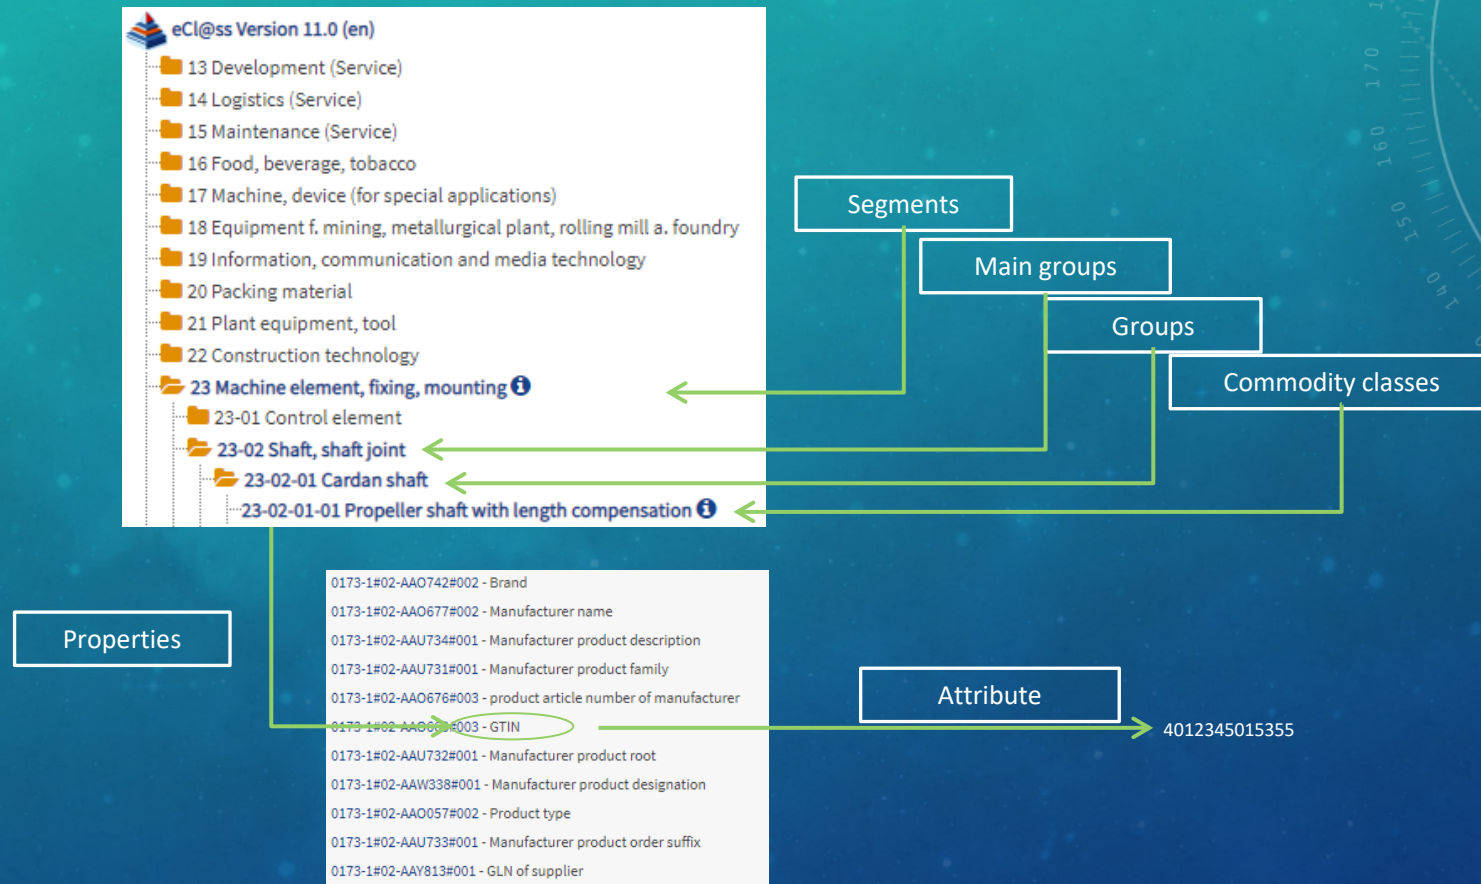 eCl@ss Version 11.0 (en)
13 Development (Service)
14 Logistics (Service)
15 Maintenance (Service)
16 Food, beverage, tobacco
17 Machine, device (for special applications)
18 Equipment f. mining, metallurgical plant, rolling mill a. foundry
19 Information, communication and media technology
20 Packing material
21 Plant equipment, tool
22 Construction technology
23 Machine element, fixing, mounting
23-01 Control element
23-02 Shaft, shaft joint
23-02-01 Cardan shaft
23-02-01-01 Propeller shaft with length compensation
Segments
Main groups
Groups
Commodity classes
Properties
0173-1#02-AAO742#002 - Brand
0173-1#02-AAO677#002 - Manufacturer name
0173-1#02-AAU734#001 - Manufacturer product description
0173-1#02-AAU731#001 - Manufacturer product family
0173-1#02-AAO676#003 - product article number of manufacturer
#003 - GTIN
0173-1#02-AAU732#001 - Manufacturer product root
0173-1#02-AAW338#001 - Manufacturer product designation
0173-1#02-AAO057#002 - Product type
0173-1#02-AAU733#001 - Manufacturer product order suffix
0173-1#02-AAY813#001 - GLN of supplier
Attribute
4012345015355
170
160
150
140